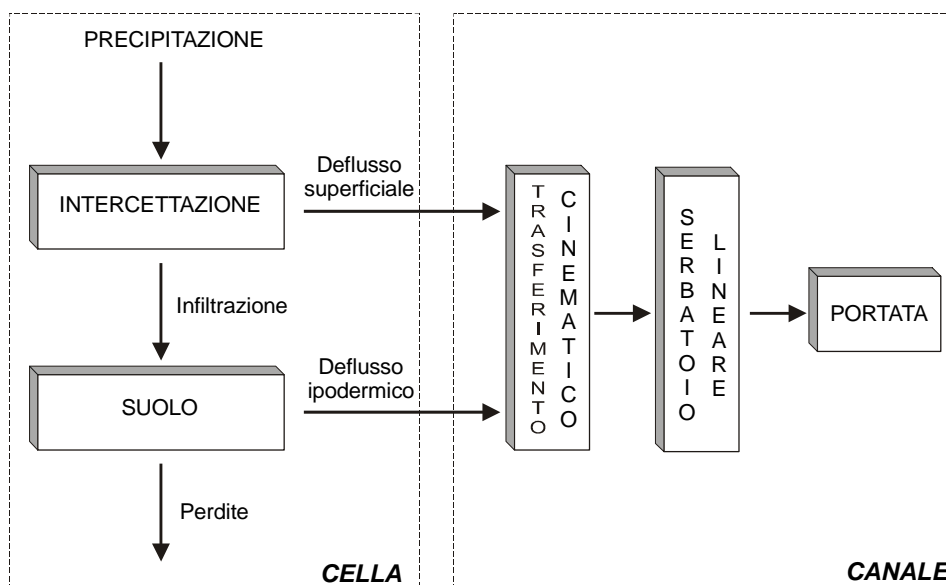 PRECIPITAZIONE
INTERCETTAZIONE
Deflusso
superficiale
Infiltrazione
SUOLO
Deflusso
ipodermico
Perdite
CELLA
TRASFERIMENTO
CINEMATICO
SERBATOIO
LINEARE
PORTATA
CANALE